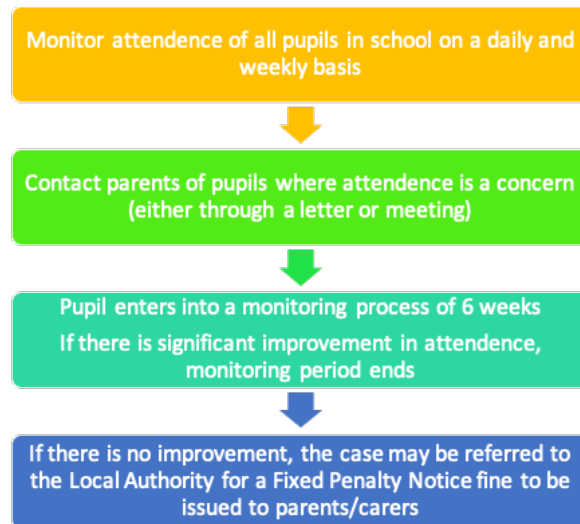 Monitor attendence of all pupils in school on a daily and
weekly basis
Contact parents of pupils where attendence is a concern
(either through a letter or meeting)
Pupil enters into a monitoring process of 6 weeks
If there is significant improvement in attendence,
monitoring period ends
If there is no improvement, the case may be referred to
the Local Authority for a Fixed Penalty Notice fine to be
issued to parents/carers